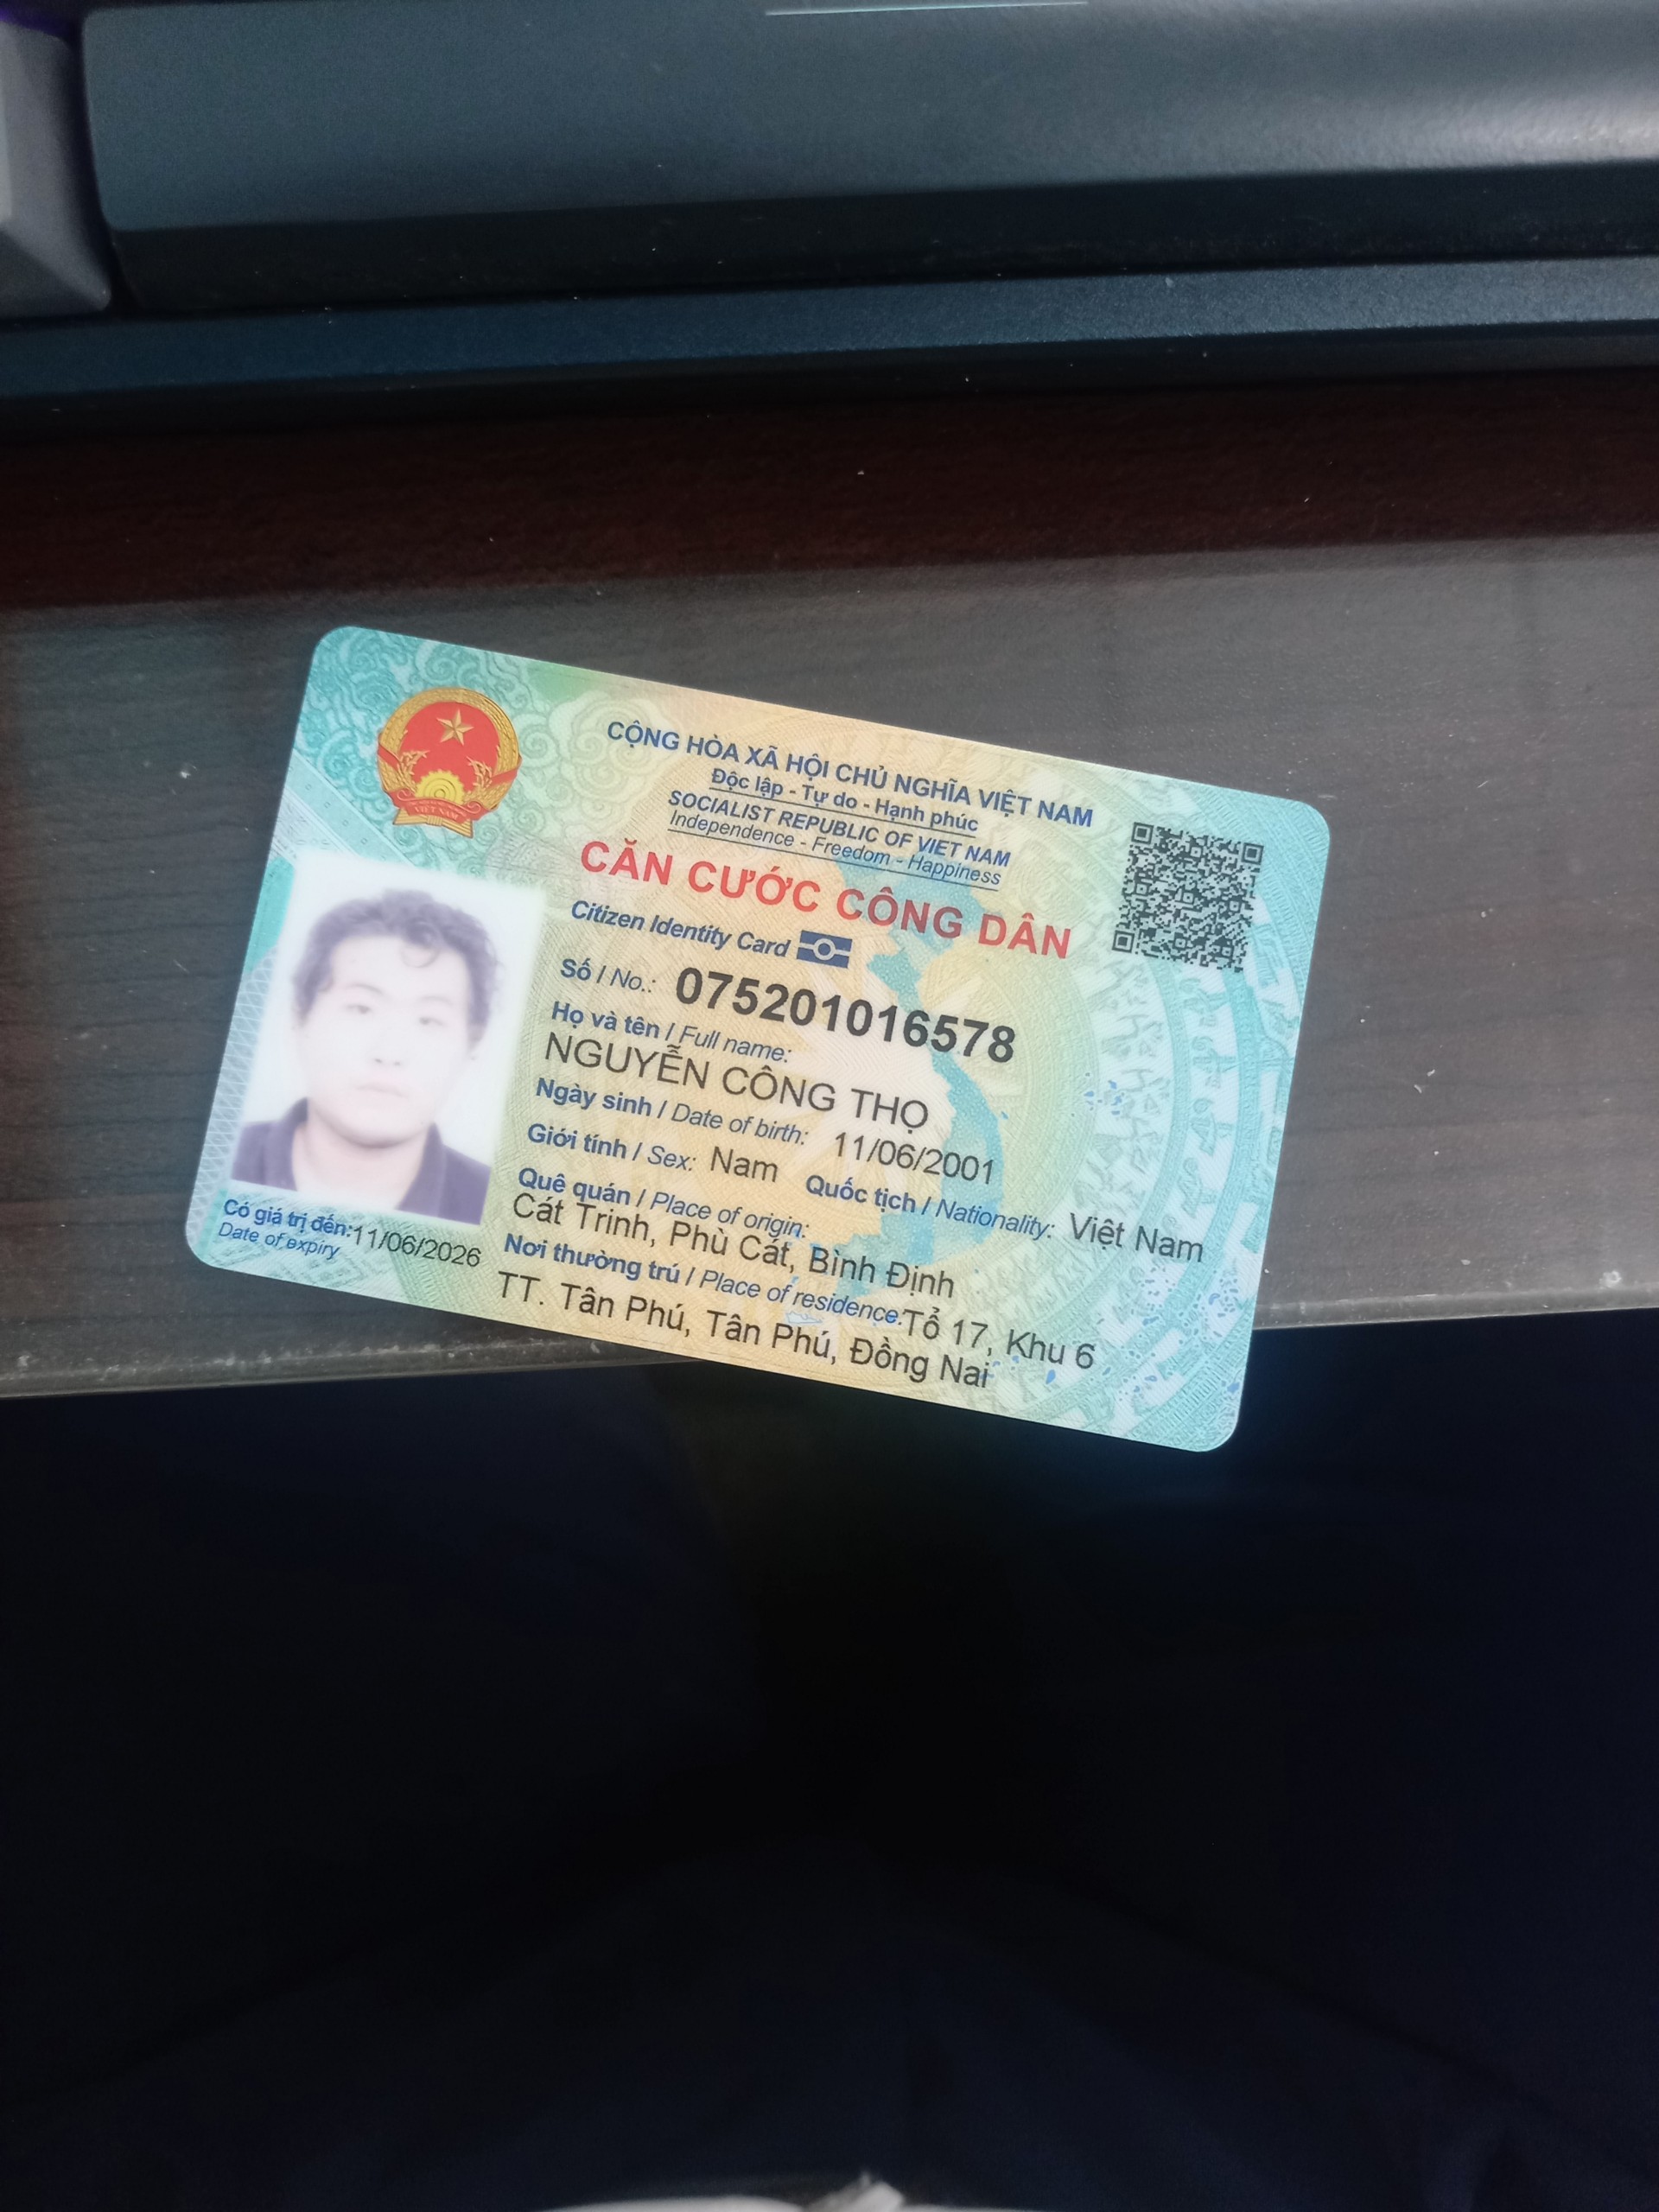 CỘNG HÒA XÃ HỘI CHỦ NGHĨA VIỆT NAM
Độc lập - Tự do - Hạnh phúc
SOCIALIST REPUBLIC OF VIET NAM
Independence - Freedom - Happiness
CĂN CƯỚC CÔNG DÂN
Citizen Identity Card
Số / No.: 075201016578
Họ và tên / Full name:
NGUYỄN CÔNG THỌ
Ngày sinh / Date of birth: 11/06/2001
Giới tính / Sex: Nam Quốc tịch / Nationality: Việt Nam
Quê quán / Place of origin:
Cát Trinh, Phù Cát, Bình Định
Nơi thường trú / Place of residence: Tổ 17, Khu 6
TT. Tân Phú, Tân Phú, Đồng Nai
Có giá trị đến: 11/06/2026
Date of expiry
VIỆT NAM